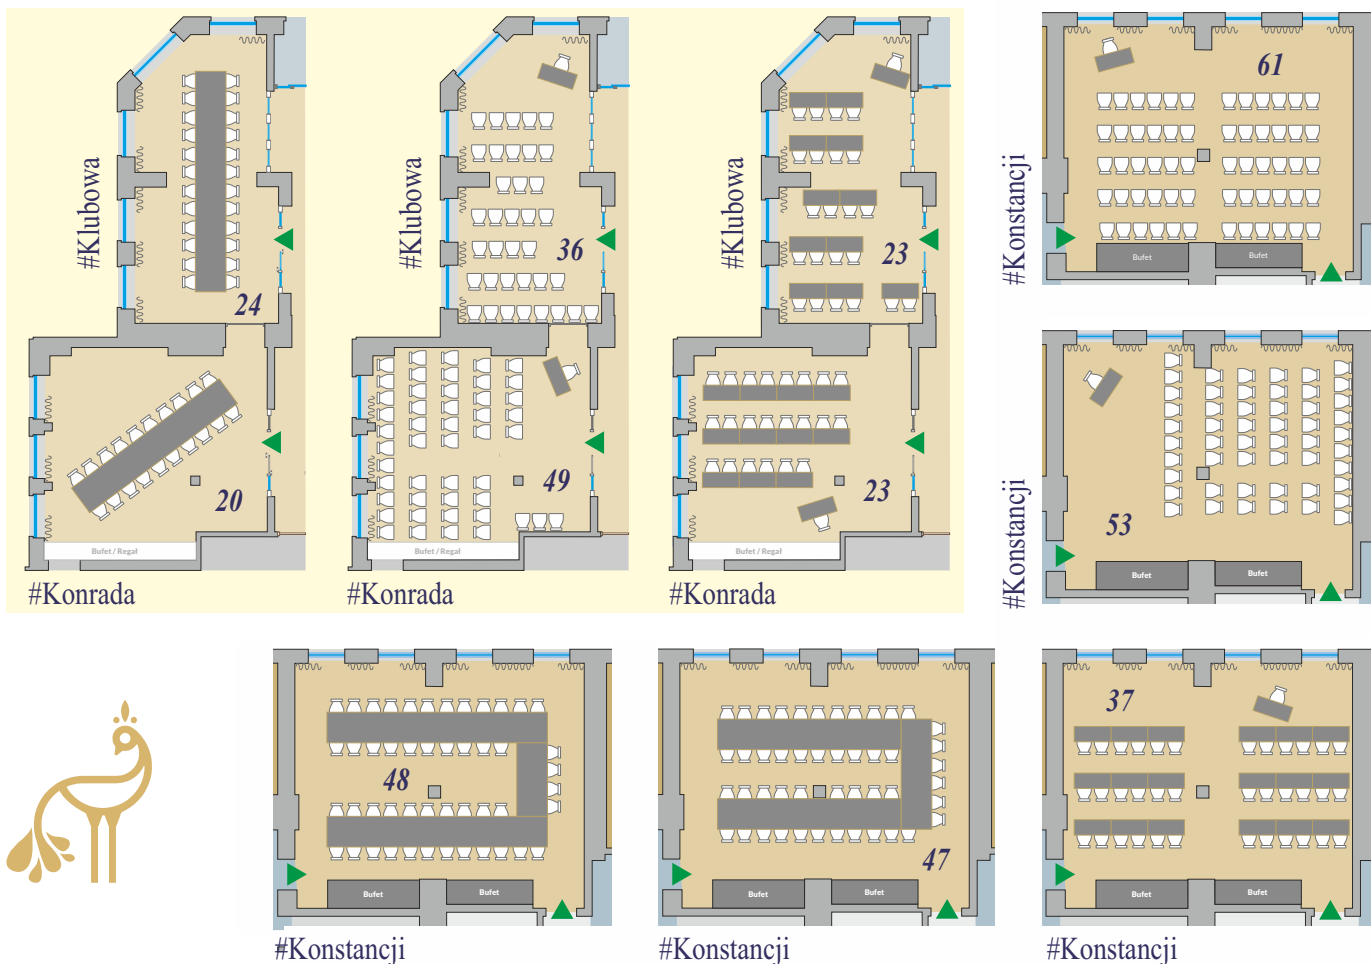 #Klubowa
24
20
Bufet / Regał
#Konrada
#Klubowa
36
49
Bufet / Regał
#Konrada
#Klubowa
23
23
Bufet / Regał
#Konrada
#Konstancji
61
Bufet
Bufet
#Konstancji
53
Bufet
Bufet
48
Bufet
Bufet
#Konstancji
47
Bufet
Bufet
#Konstancji
37
Bufet
Bufet
#Konstancji